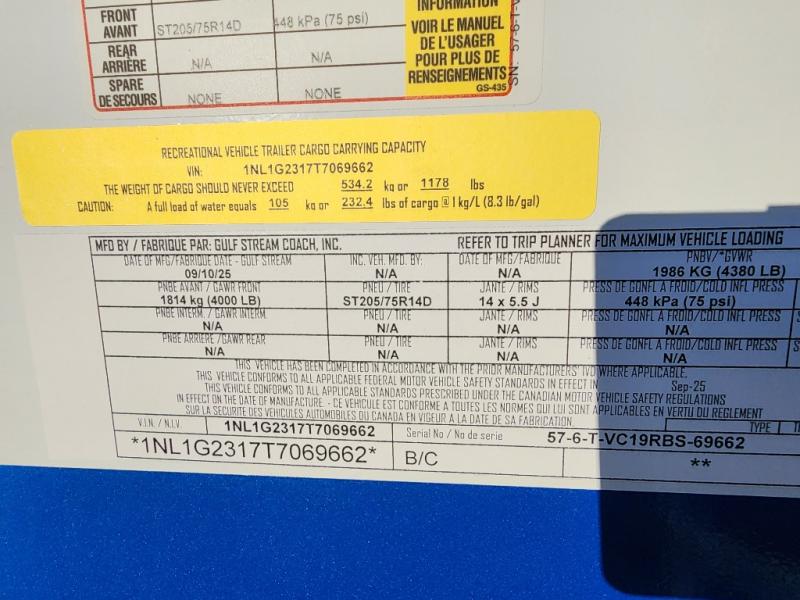 FRONT
AVANT ST205/75R14D 448 kPa (75 psi)
REAR
ARRIÈRE N/A N/A
SPARE
DE SECOURS NONE NONE
INFORMATION
VOIR LE MANUEL
DE L'USAGER
POUR PLUS DE
RENSEIGNEMENTS
GS-435
RECREATIONAL VEHICLE TRAILER CARGO CARRYING CAPACITY
VIN: 1NL1G2317T7069662
THE WEIGHT OF CARGO SHOULD NEVER EXCEED 534.2 kg or 1178 lbs
CAUTION: A full load of water equals 105 kg or 232.4 lbs of cargo @ 1 kg/L (8.3 lb/gal)
MFD BY / FABRIQUE PAR: GULF STREAM COACH, INC. REFER TO TRIP PLANNER FOR MAXIMUM VEHICLE LOADING
DATE OF MFG/FABRIQUE DATE - GULF STREAM INC. VEH. MFD. BY: DATE OF MFG/FABRIQUE PNBV/*GVWR
09/10/25 N/A N/A 1986 KG (4380 LB)
PNBE AVANT / GAWR FRONT PNEU / TIRE JANTE / RIMS PRESS DE GONFL A FROID/COLD INFL PRESS
1814 kg (4000 LB) ST205/75R14D 14 x 5.5 J 448 kPa (75 psi)
PNBE INTERM. / GAWR INTERM. PNEU / TIRE JANTE / RIMS PRESS DE GONFL A FROID/COLD INFL PRESS
N/A N/A N/A N/A
PNBE ARRIERE / GAWR REAR PNEU / TIRE JANTE / RIMS PRESS DE GONFL A FROID/COLD INFL PRESS
N/A N/A N/A N/A
THIS VEHICLE HAS BEEN COMPLETED IN ACCORDANCE WITH THE PRIOR MANUFACTURERS' IVD WHERE APPLICABLE.
THIS VEHICLE CONFORMS TO ALL APPLICABLE FEDERAL MOTOR VEHICLE SAFETY STANDARDS IN EFFECT IN Sep-25
THIS VEHICLE CONFORMS TO ALL APPLICABLE STANDARDS PRESCRIBED UNDER THE CANADIAN MOTOR VEHICLE SAFETY REGULATIONS
IN EFFECT ON THE DATE OF MANUFACTURE. - CE VEHICULE EST CONFORME A TOUTES LES NORMES QUI LUI SONT APPLICABLES EN VERTU DU REGLEMENT
SUR LA SECURITE DES VEHICULES AUTOMOBILES DU CANADA EN VIGEUR A LA DATE DE SA FABRICATION.
V.I.N. / N.I.V. 1NL1G2317T7069662 Serial No / No de serie 57-6-T-VC19RBS-69662 TYPE
*1NL1G2317T7069662* B/C **